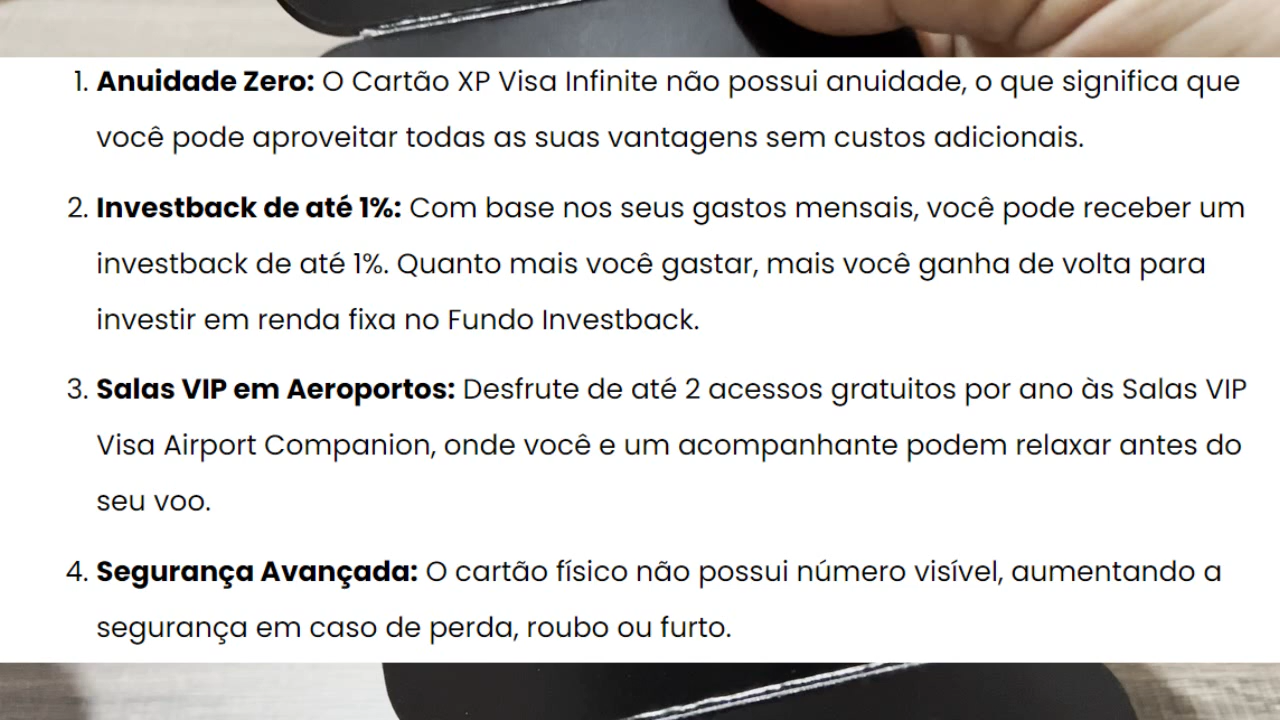 1. Anuidade Zero: O Cartão XP Visa Infinite não possui anuidade, o que significa que
você pode aproveitar todas as suas vantagens sem custos adicionais.
2. Investback de até 1%: Com base nos seus gastos mensais, você pode receber um
investback de até 1%. Quanto mais você gastar, mais você ganha de volta para
investir em renda fixa no Fundo Investback.
3. Salas VIP em Aeroportos: Desfrute de até 2 acessos gratuitos por ano às Salas VIP
Visa Airport Companion, onde você e um acompanhante podem relaxar antes do
seu voo.
4. Segurança Avançada: O cartão físico não possui número visível, aumentando a
segurança em caso de perda, roubo ou furto.